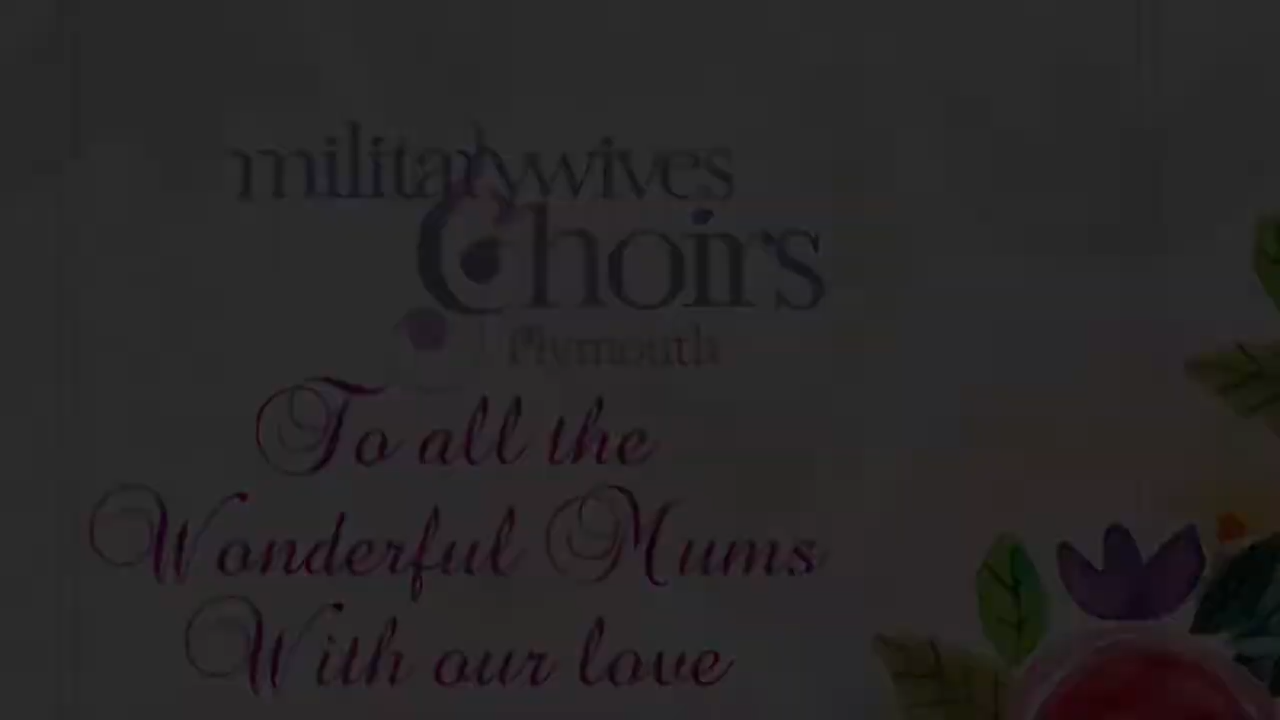 militarywives
Choirs
Plymouth
To all the
Wonderful Mums
With our love